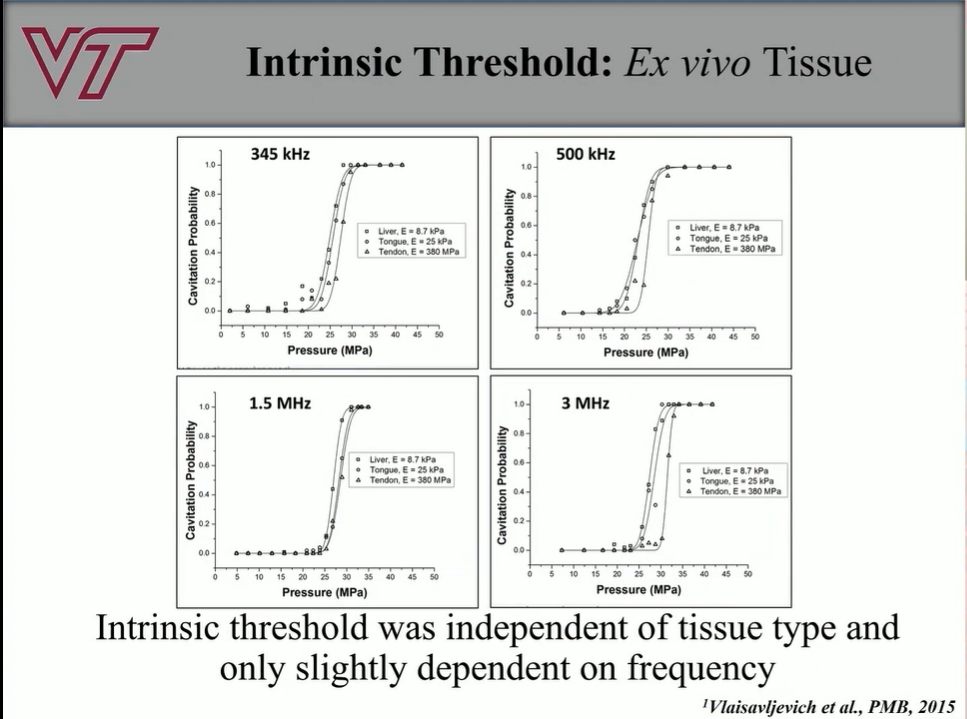 VT
Intrinsic Threshold: Ex vivo Tissue
345 kHz
Cavitation Probability
1.0
0.8
0.6
0.4
0.2
0.0
Liver, E = 8.7 kPa
Tongue, E = 25 kPa
Tendon, E = 380 MPa
0 5 10 15 20 25 30 35 40 45 50
Pressure (MPa)
500 kHz
Cavitation Probability
1.0
0.8
0.6
0.4
0.2
0.0
Liver, E = 8.7 kPa
Tongue, E = 25 kPa
Tendon, E = 380 MPa
0 5 10 15 20 25 30 35 40 45 50
Pressure (MPa)
1.5 MHz
Cavitation Probability
1.0
0.8
0.6
0.4
0.2
0.0
Liver, E = 8.7 kPa
Tongue, E = 25 kPa
Tendon, E = 380 MPa
0 5 10 15 20 25 30 35 40 45 50
Pressure (MPa)
3 MHz
Cavitation Probability
1.0
0.8
0.6
0.4
0.2
0.0
Liver, E = 8.7 kPa
Tongue, E = 25 kPa
Tendon, E = 380 MPa
0 5 10 15 20 25 30 35 40 45 50
Pressure (MPa)
Intrinsic threshold was independent of tissue type and
only slightly dependent on frequency
¹Vlaisavljevich et al., PMB, 2015